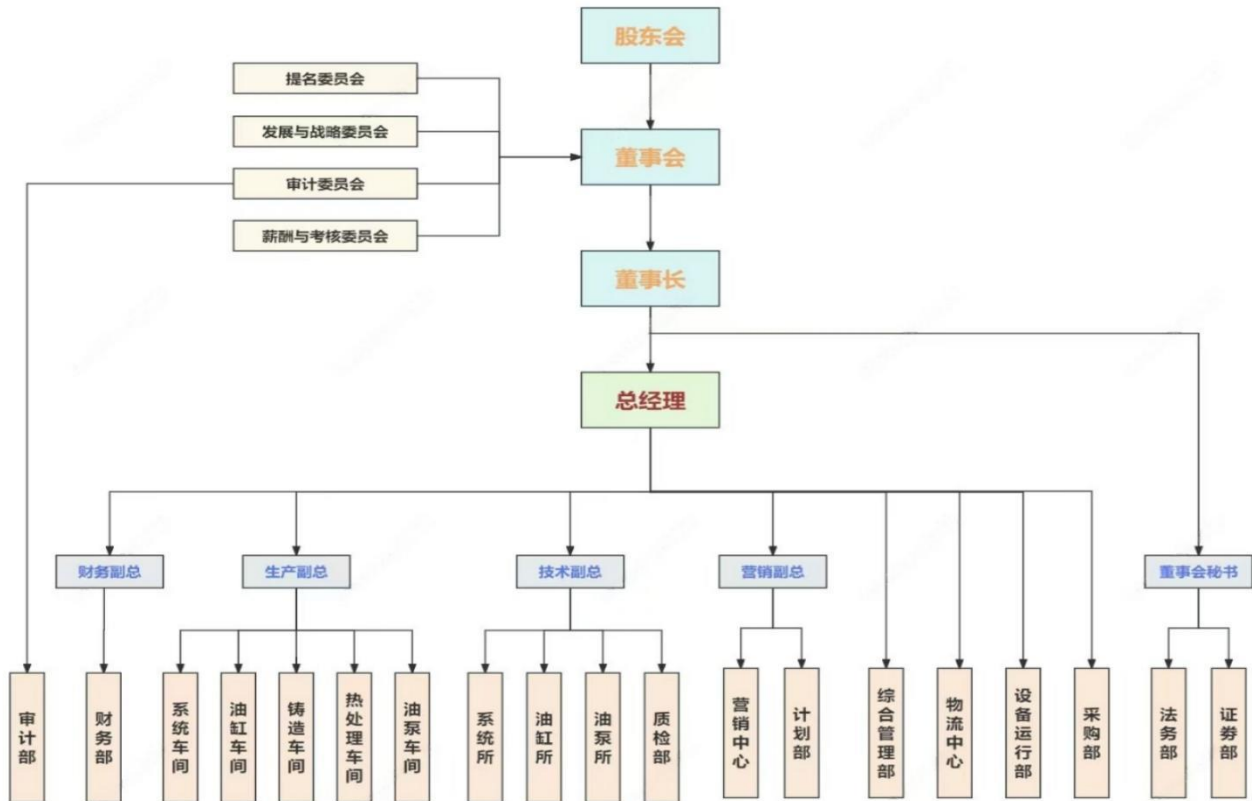 股东会
提名委员会
发展与战略委员会
董事会
审计委员会
薪酬与考核委员会
董事长
总经理
财务副总
生产副总
技术副总
营销副总
董事会秘书
审计部
财务部
系统车间
油缸车间
铸造车间
热处理车间
油泵车间
系统所
油缸所
油泵所
质检部
营销中心
计划部
综合管理部
物流中心
设备运行部
采购部
法务部
证券部